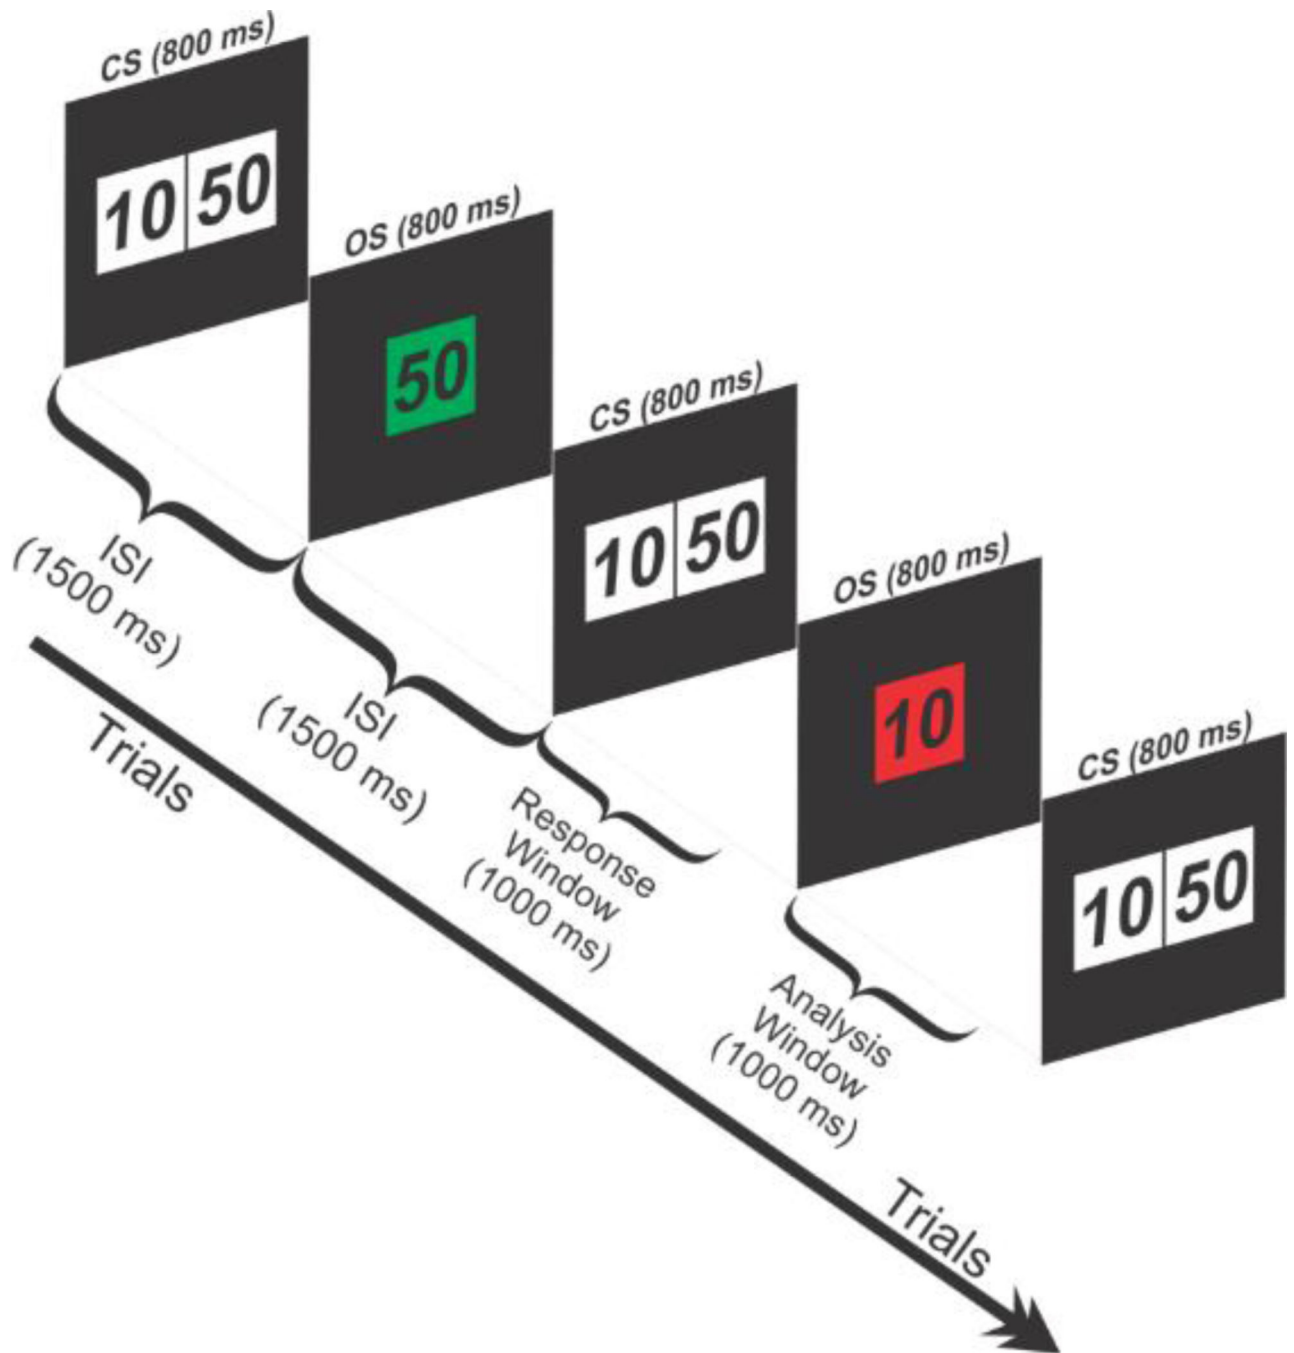 CS (800 ms)
10 50
OS (800 ms)
50
CS (800 ms)
10 50
OS (800 ms)
10
CS (800 ms)
10 50
ISI
(1500 ms)
ISI
(1500 ms)
Response
Window
(1000 ms)
Analysis
Window
(1000 ms)
Trials
Trials